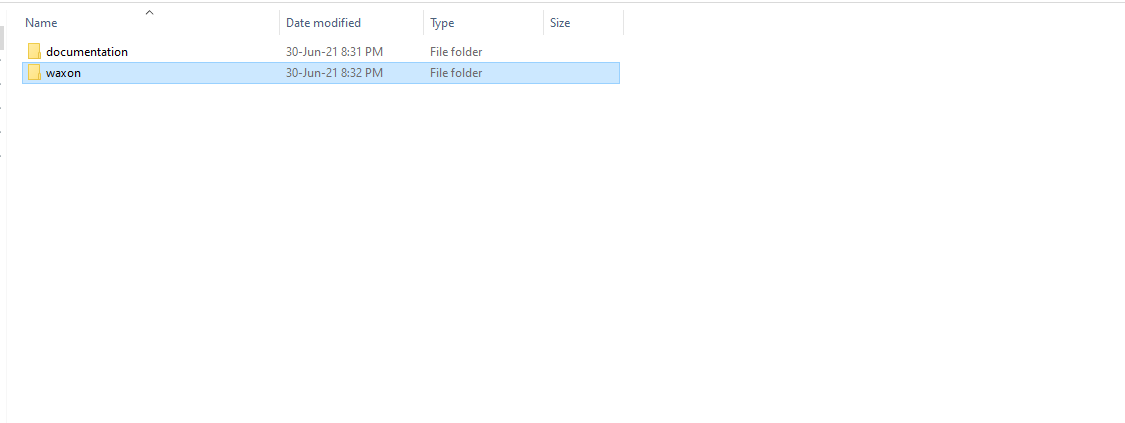 Name Date modified Type Size
documentation 30-Jun-21 8:31 PM File folder
waxon 30-Jun-21 8:32 PM File folder